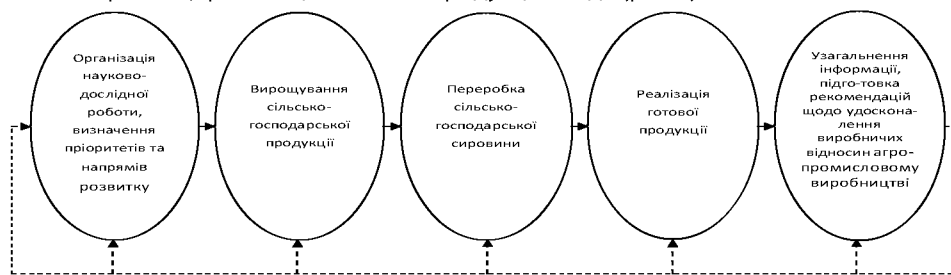 Організація
науково-
дослідної
роботи,
визначення
пріоритетів та
напрямів
розвитку
Вирощування
сільсько-
господарської
продукції
Переробка
сільсько-
господарської
сировини
Реалізація
готової
продукції
Узагальнення
інформації,
підго-товка
рекомендацій
щодо удоскона-
лення
виробничих
відносин агро-
промисловому
виробництві